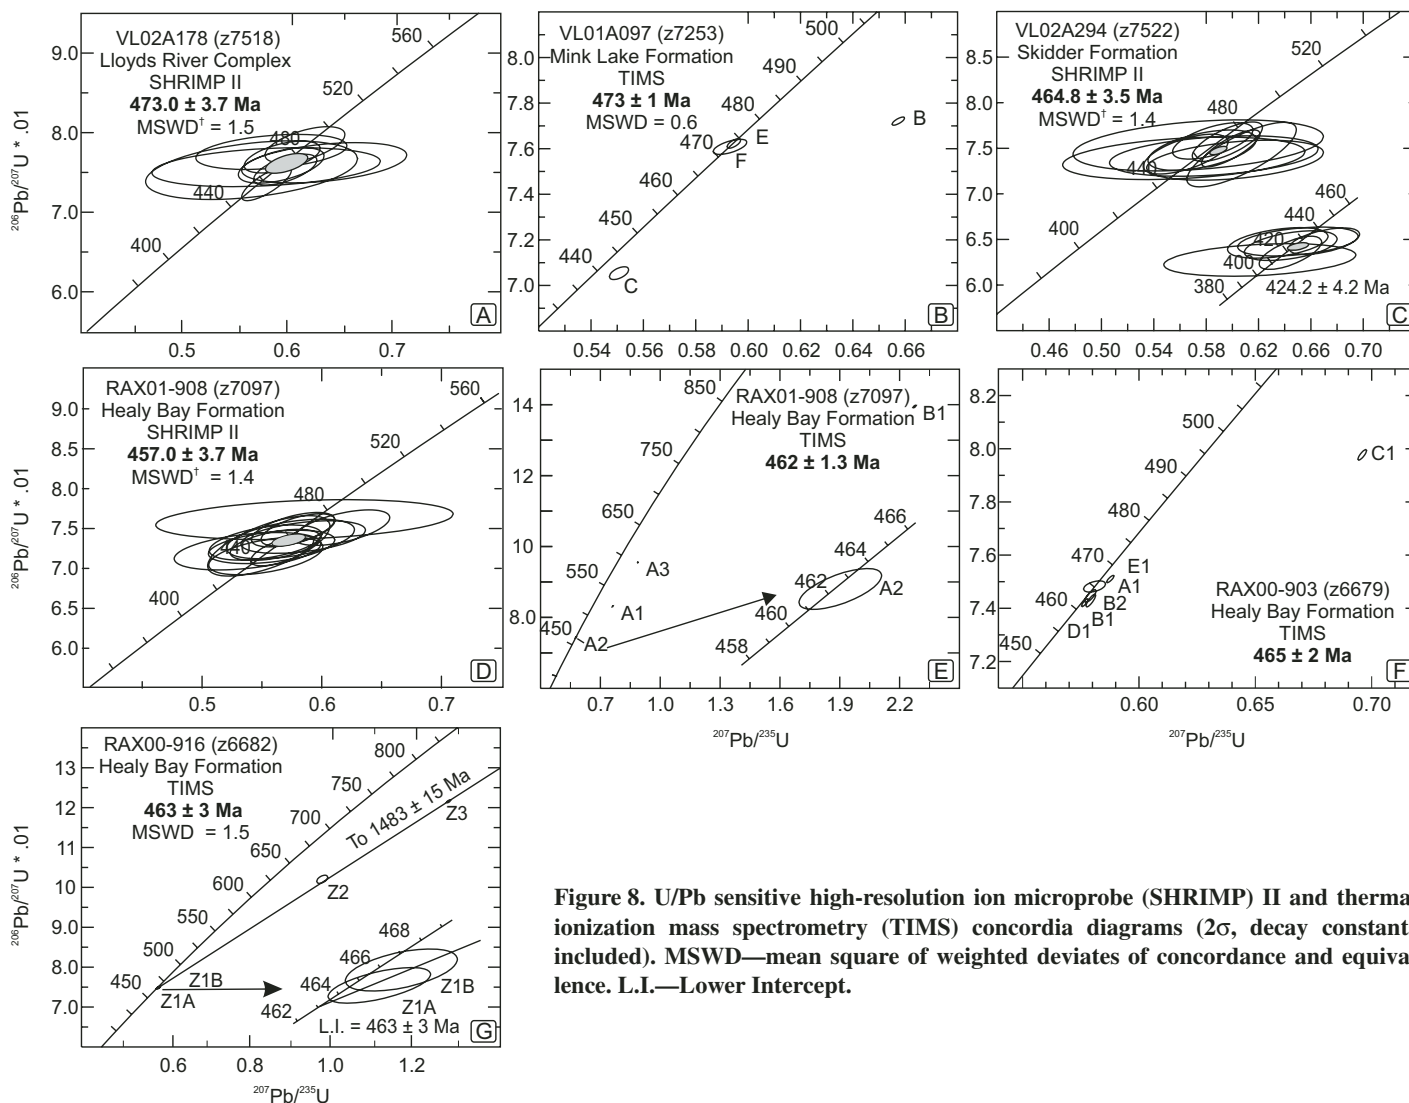 VL02A178 (z7518)
Lloyds River Complex
SHRIMP II
473.0 ± 3.7 Ma
MSWD† = 1.5
560
520
480
440
400
9.0
8.0
7.0
6.0
206Pb/207U * .01
0.5
0.6
0.7
A
VL01A097 (z7253)
Mink Lake Formation
TIMS
473 ± 1 Ma
MSWD = 0.6
500
490
480
470
460
450
440
B
E
F
C
8.0
7.8
7.6
7.4
7.2
7.0
0.54
0.56
0.58
0.60
0.62
0.64
0.66
B
VL02A294 (z7522)
Skidder Formation
SHRIMP II
464.8 ± 3.5 Ma
MSWD† = 1.4
520
480
440
400
460
440
420
400
380
424.2 ± 4.2 Ma
8.5
8.0
7.5
7.0
6.5
6.0
0.46
0.50
0.54
0.58
0.62
0.66
0.70
C
RAX01-908 (z7097)
Healy Bay Formation
SHRIMP II
457.0 ± 3.7 Ma
MSWD† = 1.4
560
520
480
440
400
9.0
8.5
8.0
7.5
7.0
6.5
6.0
206Pb/207U * .01
0.5
0.6
0.7
D
RAX01-908 (z7097)
Healy Bay Formation
TIMS
462 ± 1.3 Ma
850
750
650
550
450
B1
A3
A1
A2
466
464
462
460
458
A2
14
12
10
8.0
0.7
1.0
1.3
1.6
1.9
2.2
207Pb/235U
E
500
490
480
470
460
450
C1
E1
A1
B2
B1
D1
RAX00-903 (z6679)
Healy Bay Formation
TIMS
465 ± 2 Ma
8.2
8.0
7.8
7.6
7.4
7.2
0.60
0.65
0.70
207Pb/235U
F
RAX00-916 (z6682)
Healy Bay Formation
TIMS
463 ± 3 Ma
MSWD = 1.5
800
750
700
650
600
550
500
450
To 1483 ± 15 Ma
Z3
Z2
Z1B
Z1A
468
466
464
462
Z1B
Z1A
L.I. = 463 ± 3 Ma
13
12
11
10
9.0
8.0
7.0
206Pb/207U * .01
0.6
0.8
1.0
1.2
207Pb/235U
G
Figure 8. U/Pb sensitive high-resolution ion microprobe (SHRIMP) II and therma
ionization mass spectrometry (TIMS) concordia diagrams (2σ, decay constant
included). MSWD—mean square of weighted deviates of concordance and equiva-
lence. L.I.—Lower Intercept.